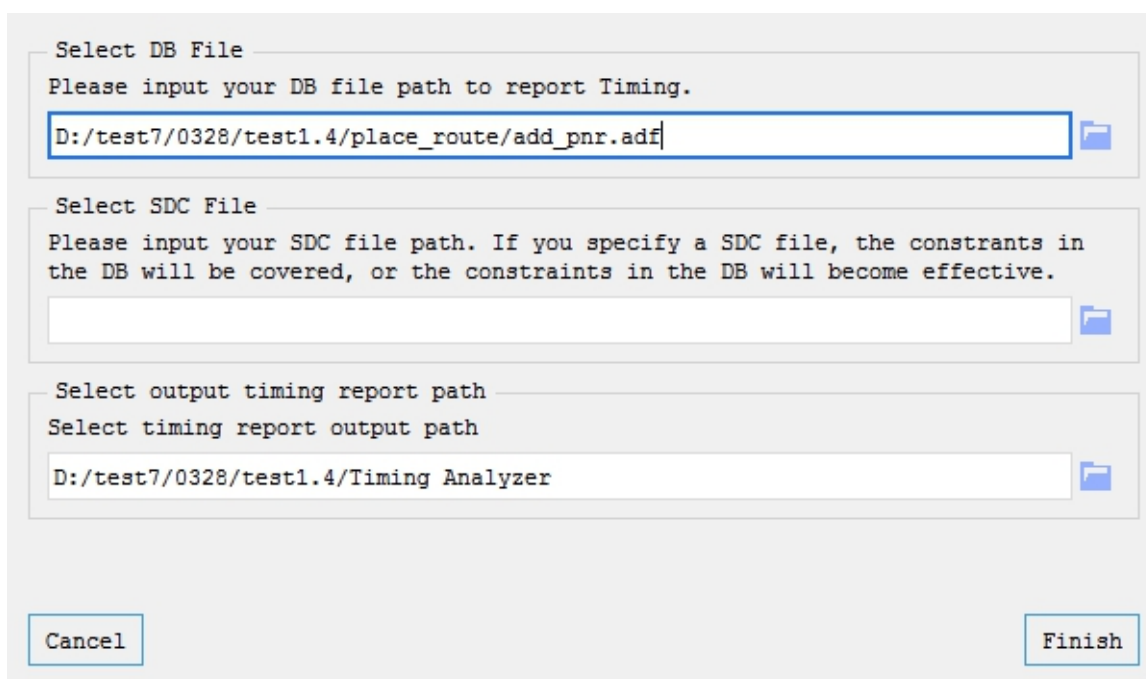 Select DB File
Please input your DB file path to report Timing.
D:/test7/0328/test1.4/place_route/add_pnr.adf
Select SDC File
Please input your SDC file path. If you specify a SDC file, the constrants in
the DB will be covered, or the constraints in the DB will become effective.
Select output timing report path
Select timing report output path
D:/test7/0328/test1.4/Timing Analyzer
Cancel
Finish